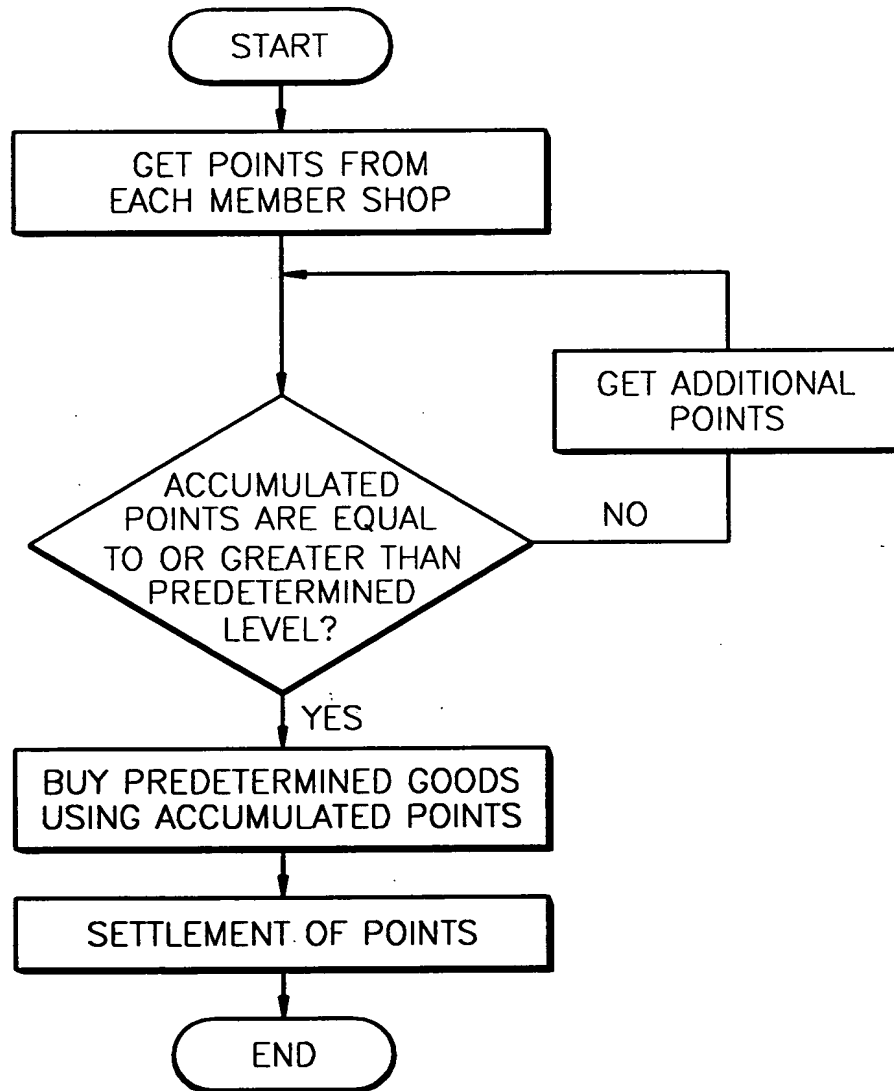 START
GET POINTS FROM
EACH MEMBER SHOP
GET ADDITIONAL
POINTS
ACCUMULATED
POINTS ARE EQUAL
TO OR GREATER THAN
PREDETERMINED
LEVEL?
NO
YES
BUY PREDETERMINED GOODS
USING ACCUMULATED POINTS
SETTLEMENT OF POINTS
END